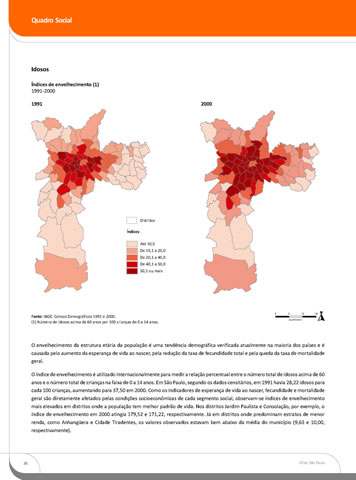 Quadro Social
Idosos
Índices de envelhecimento (1)
1991-2000
1991
2000
Distritos
Índices
Até 10,0
De 10,1 a 20,0
De 20,1 a 40,0
De 40,1 a 50,0
50,1 ou mais
Fonte: IBGE. Censos Demográficos 1991 e 2000.
(1) Número de idosos acima de 60 anos por 100 crianças de 0 a 14 anos.
O envelhecimento da estrutura etária da população é uma tendência demográfica verificada atualmente na maioria dos países e é
causada pelo aumento da esperança de vida ao nascer, pela redução da taxa de fecundidade total e pela queda da taxa de mortalidade
geral.
O índice de envelhecimento é utilizado internacionalmente para medir a relação percentual entre o número total de idosos acima de 60
anos e o número total de crianças na faixa de 0 a 14 anos. Em São Paulo, segundo os dados censitários, em 1991 havia 28,22 idosos para
cada 100 crianças, aumentando para 37,50 em 2000. Como os indicadores de esperança de vida ao nascer, fecundidade e mortalidade
geral são diretamente afetados pelas condições socioeconômicas de cada segmento social, observam-se índices de envelhecimento
mais elevados em distritos onde a população tem melhor padrão de vida. Nos distritos Jardim Paulista e Consolação, por exemplo, o
índice de envelhecimento em 2000 atingia 179,52 e 171,22, respectivamente. Já em distritos onde predominam estratos de menor
renda, como Anhangüera e Cidade Tiradentes, os valores observados estavam bem abaixo da média do município (9,63 e 10,00,
respectivamente).